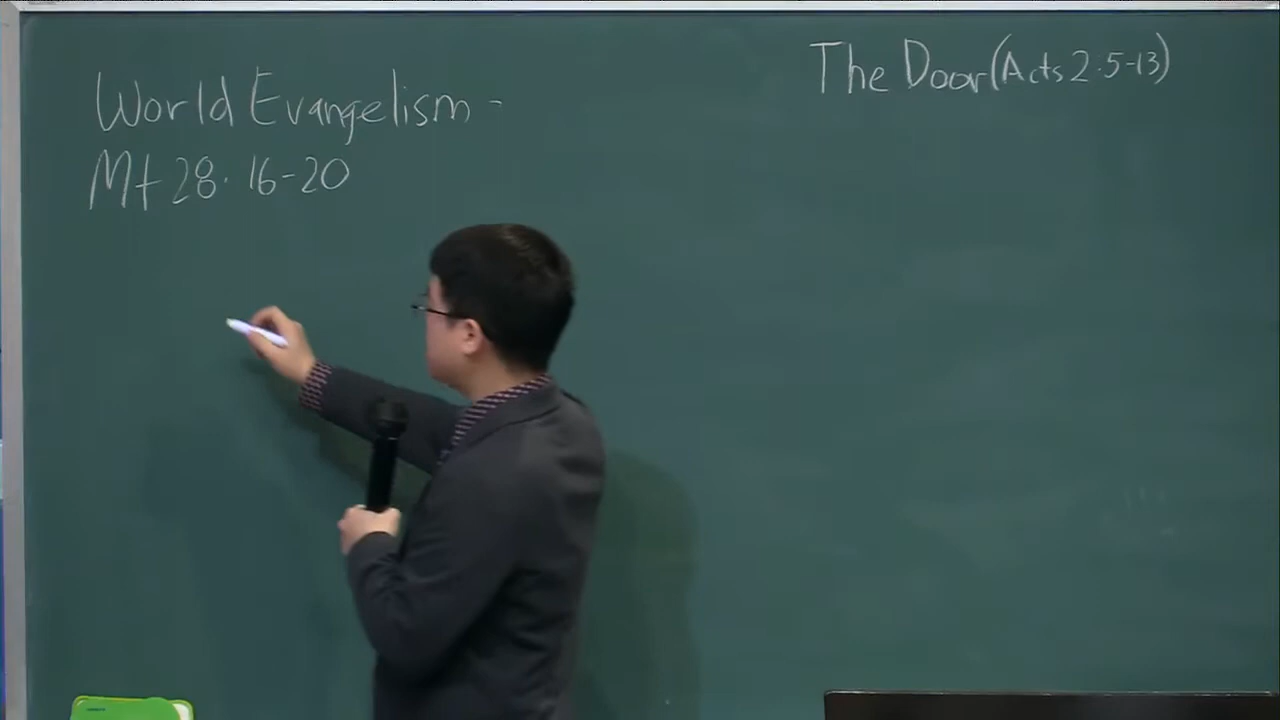 World Evangelism -
Mt 28. 16-20
The Door (Acts 2.5-13)